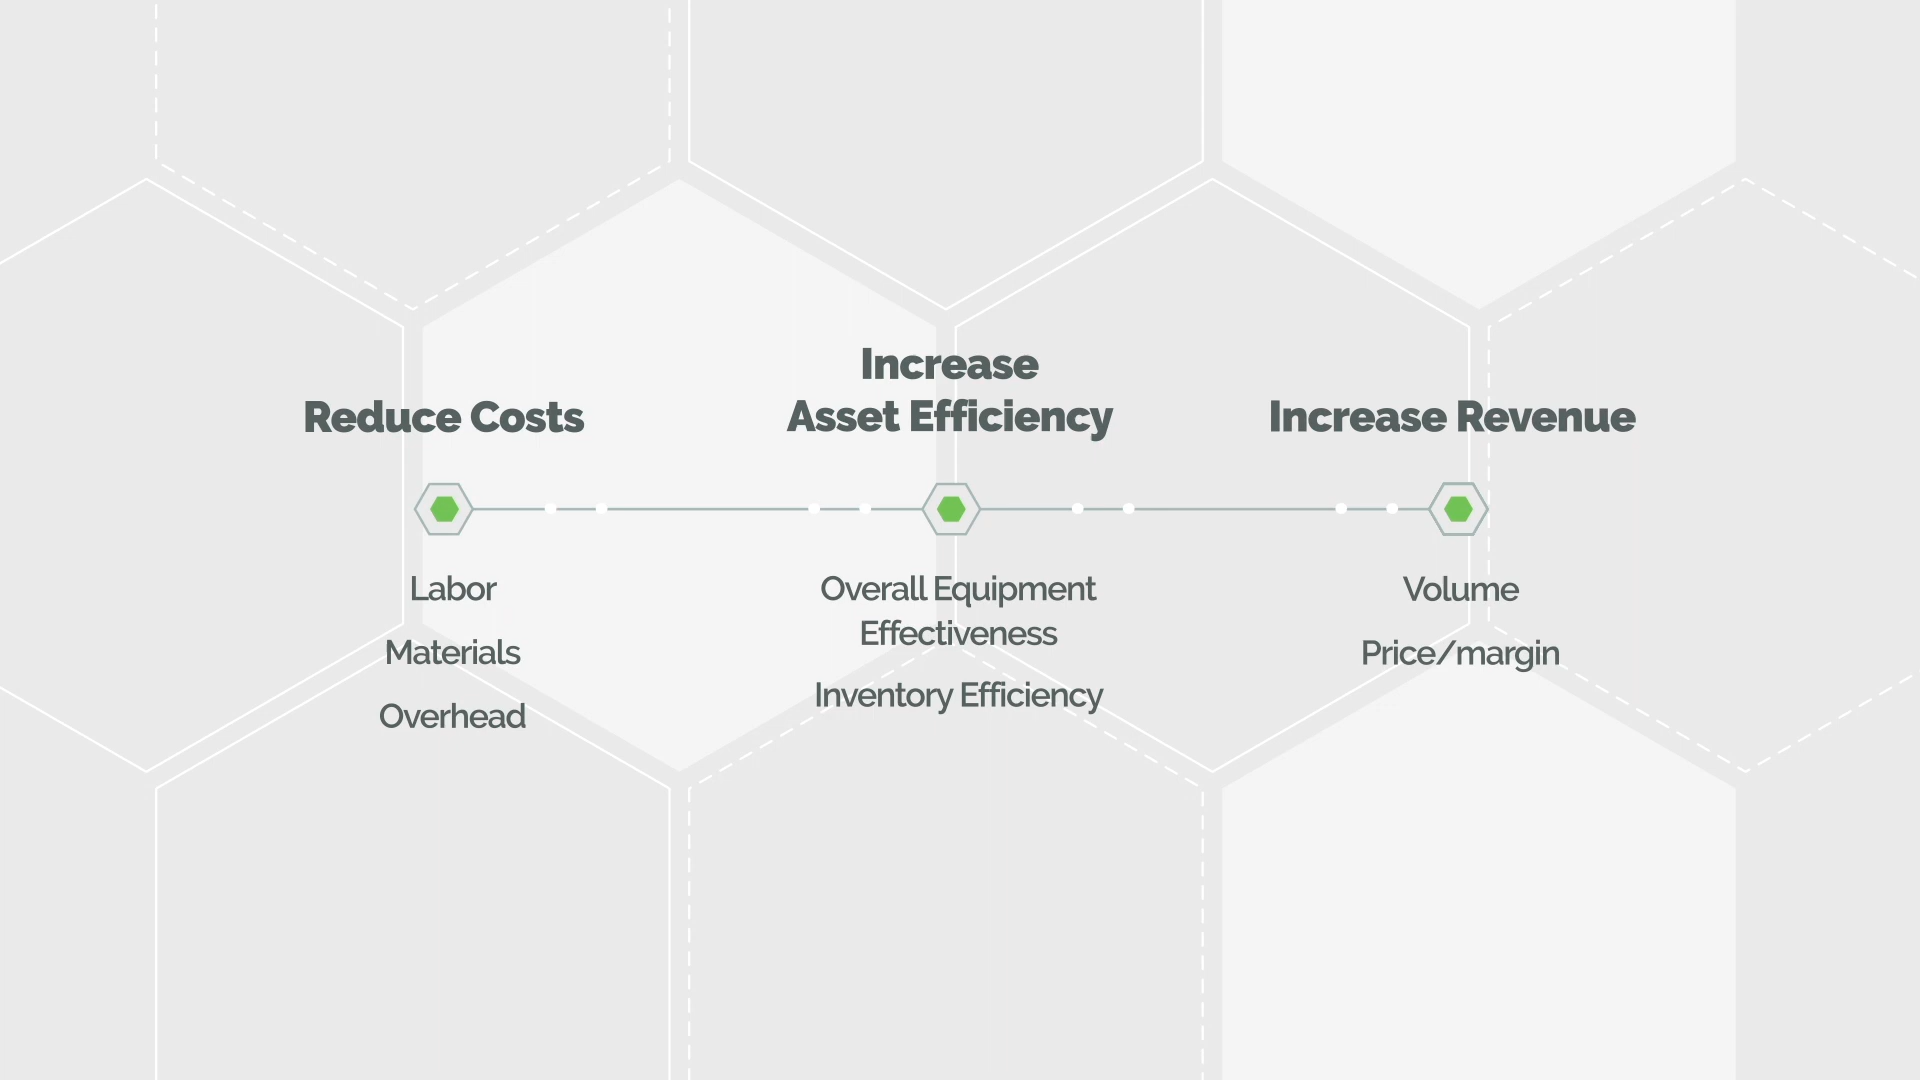 Reduce Costs
Labor
Materials
Overhead
Increase
Asset Efficiency
Overall Equipment
Effectiveness
Inventory Efficiency
Increase Revenue
Volume
Price/margin